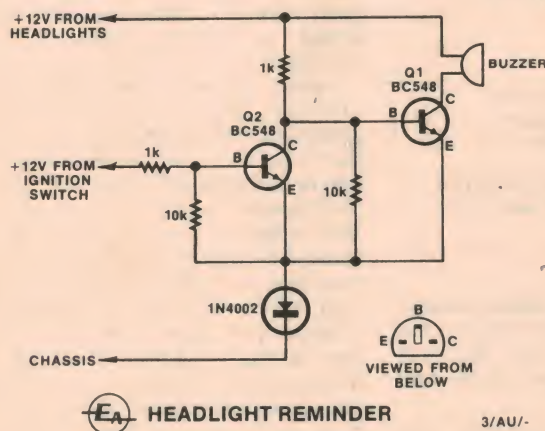 +12V FROM
HEADLIGHTS
1k
BUZZER
Q1
BC548
C
B
E
Q2
BC548
C
B
E
+12V FROM
IGNITION
SWITCH
1k
10k
10k
1N4002
CHASSIS
B
E
C
VIEWED FROM
BELOW
EA HEADLIGHT REMINDER
3/AU/-